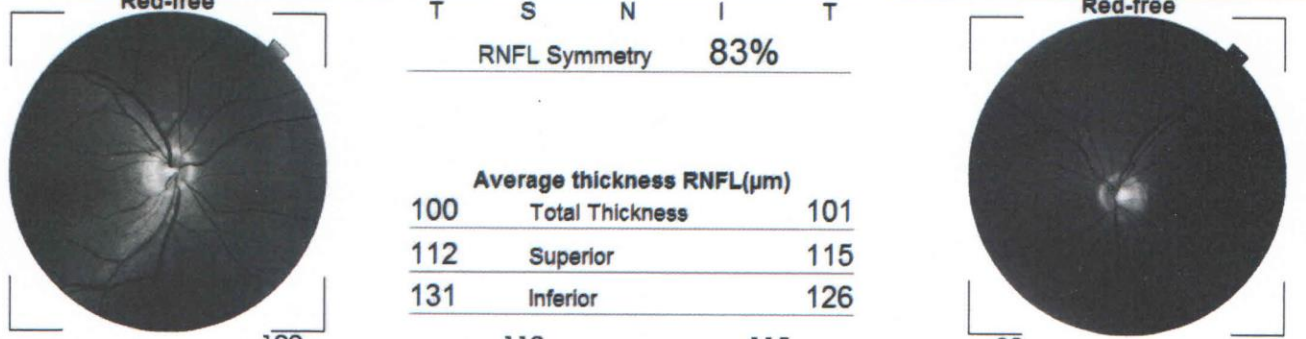 Red-free
T S N I T
Red-free
RNFL Symmetry 83%
Average thickness RNFL(µm)
100 Total Thickness 101
112 Superior 115
131 Inferior 126